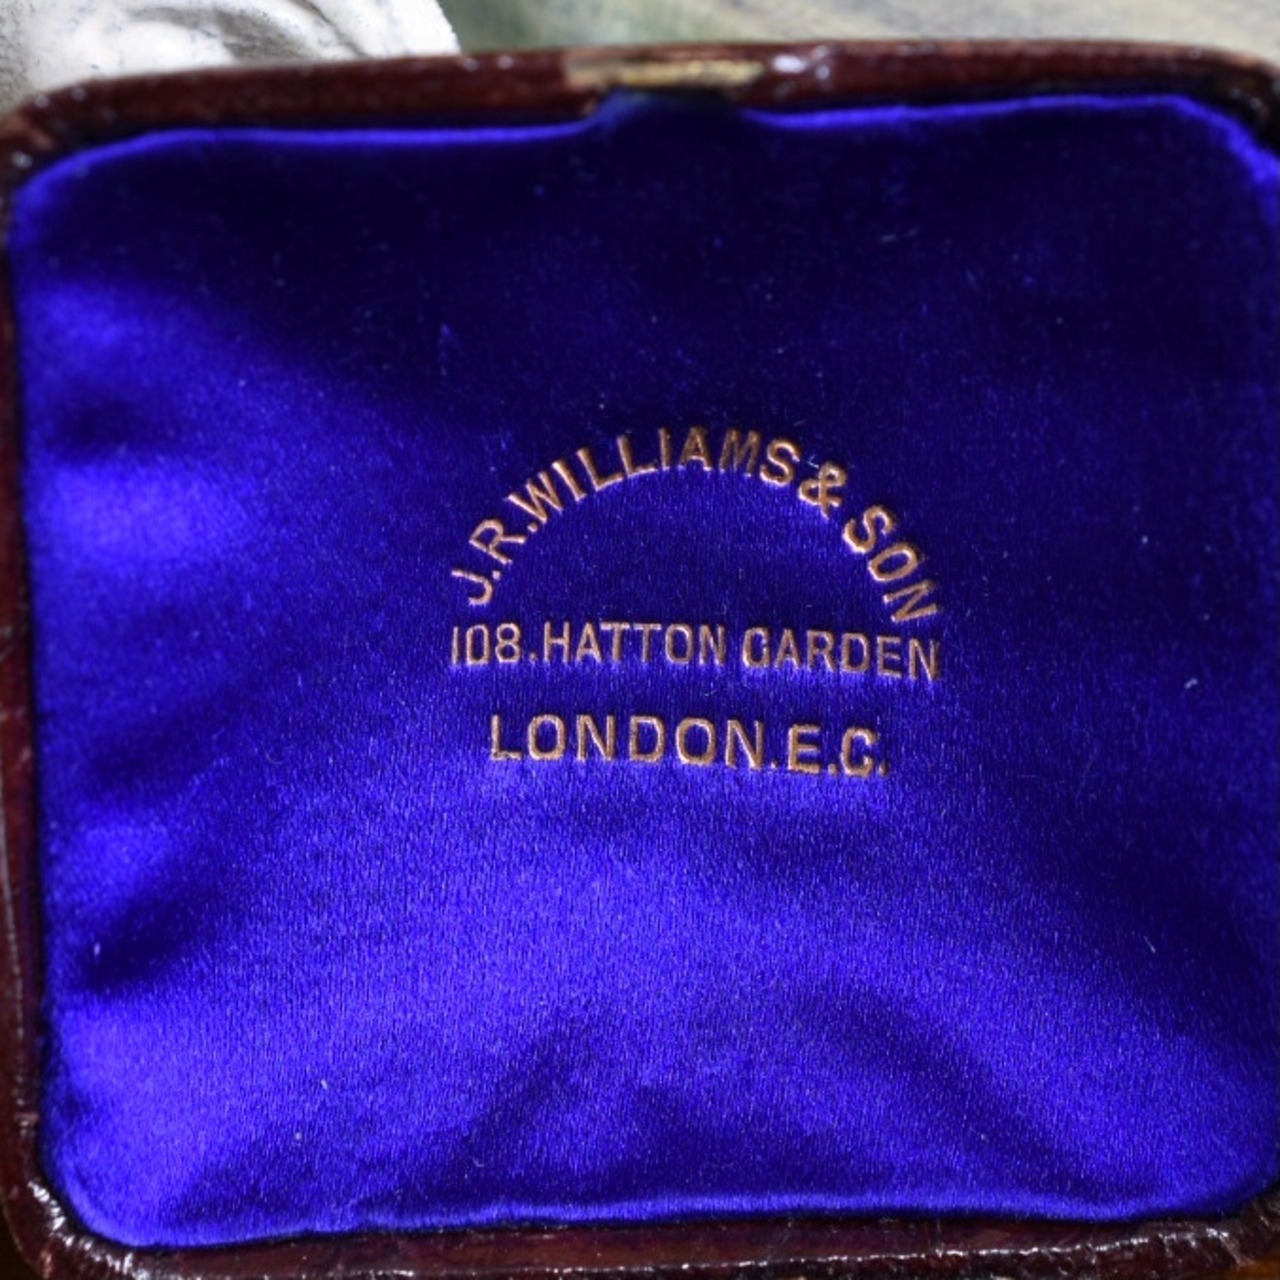 J.R.WILLIAMS & SON
108.HATTON GARDEN
LONDON.E.C.